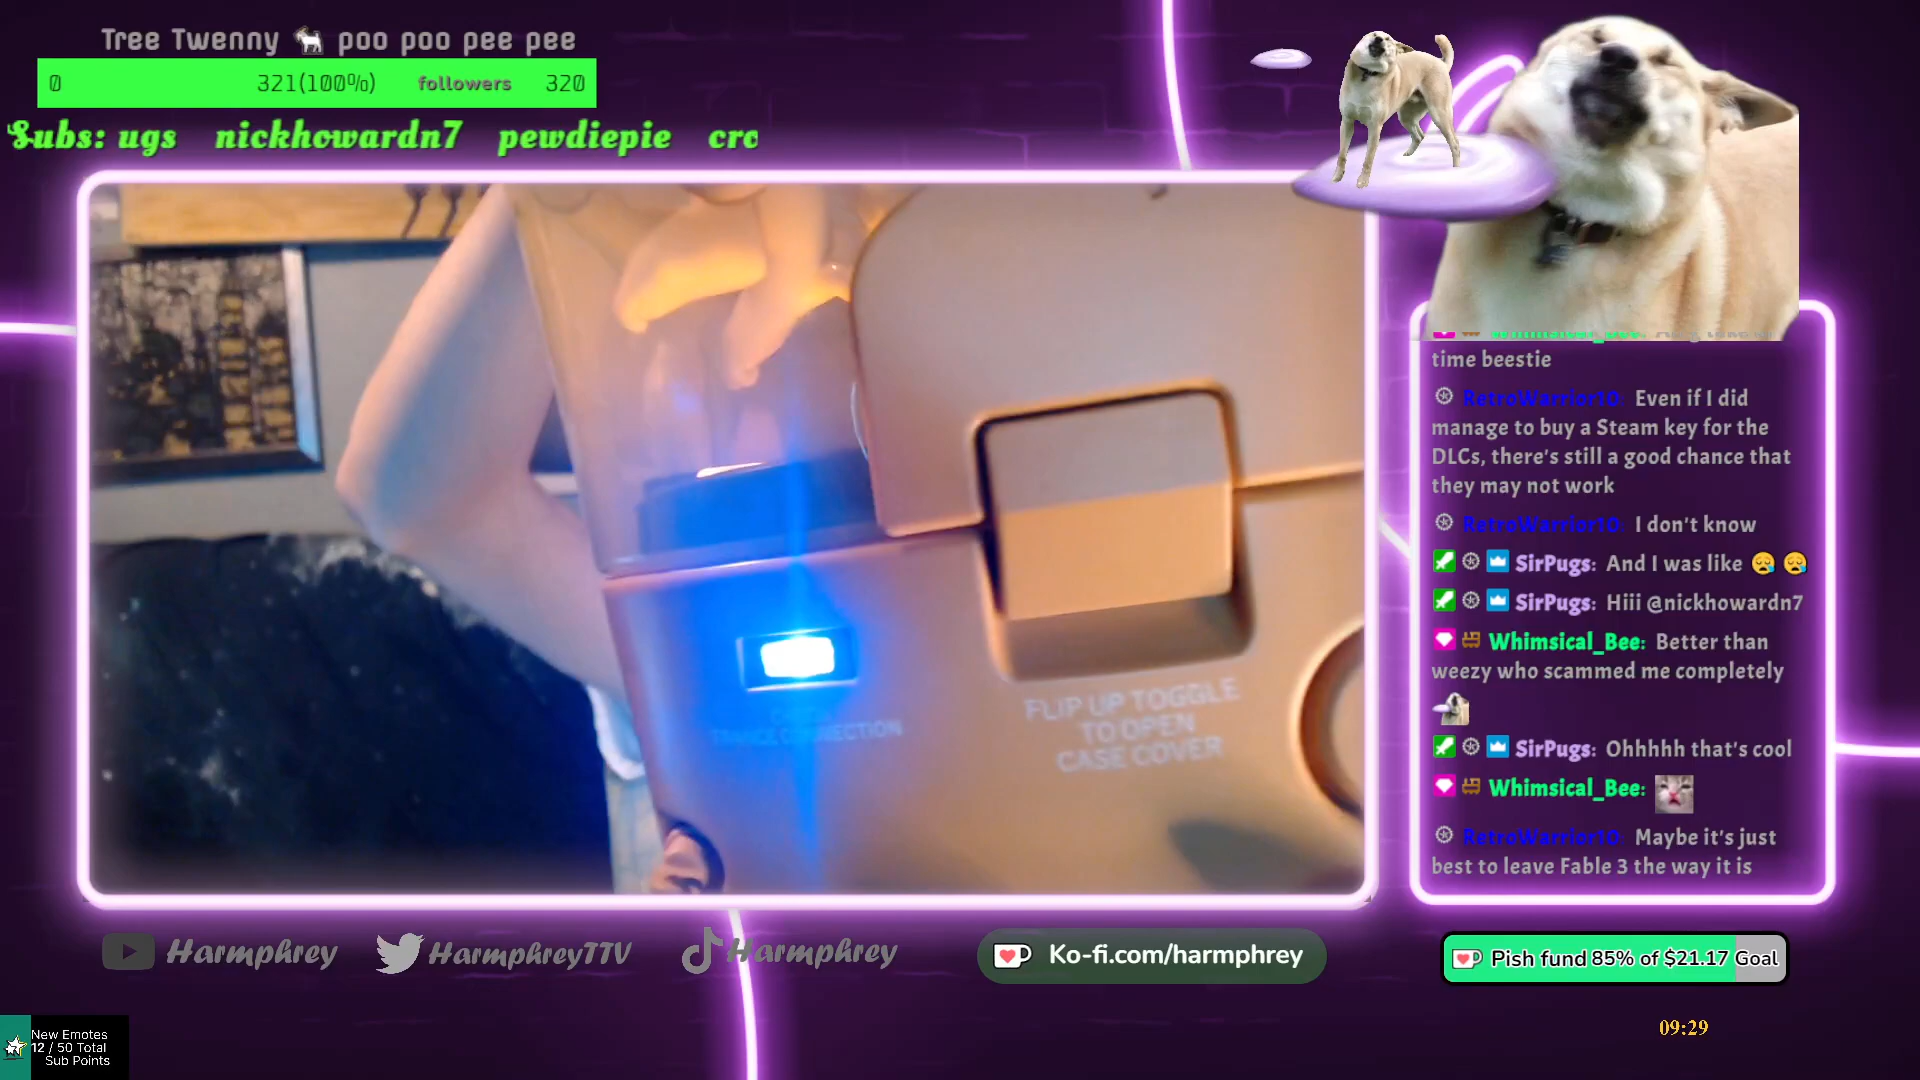 Tree Twenny 🐐 poo poo pee pee
0 321(100%) followers 320
Subs: ugs nickhowardn7 pewdiepie cro
time beestie
RetroWarrior10: Even if I did
manage to buy a Steam key for the
DLCs, there's still a good chance that
they may not work
RetroWarrior10: I don't know
SirPugs: And I was like 😪 😪
SirPugs: Hiii @nickhowardn7
Whimsical_Bee: Better than
weezy who scammed me completely
SirPugs: Ohhhhh that's cool
Whimsical_Bee:
RetroWarrior10: Maybe it's just
best to leave Fable 3 the way it is
FLIP UP TOGGLE
TO OPEN
CASE COVER
Harmphrey
HarmphreyTTV
Harmphrey
Ko-fi.com/harmphrey
Pish fund 85% of $21.17 Goal
09:29
New Emotes
12 / 50 Total
Sub Points